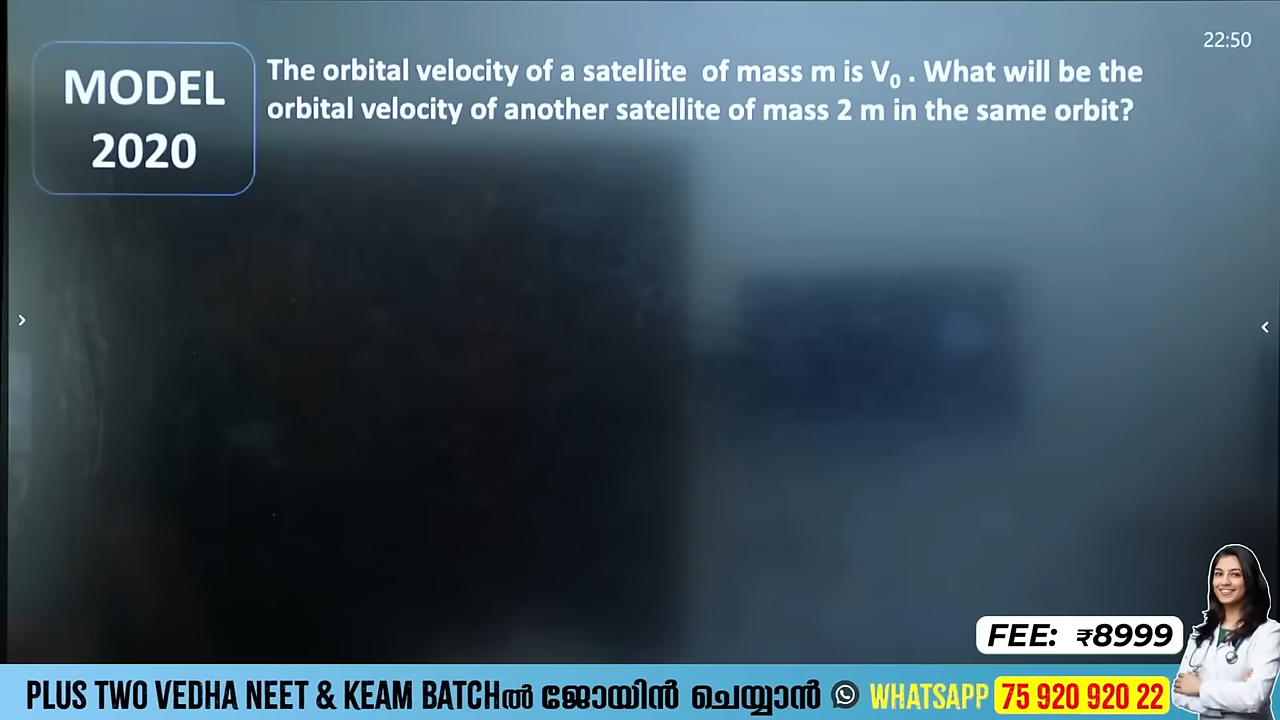 22:50
MODEL
2020
The orbital velocity of a satellite of mass m is V₀ . What will be the
orbital velocity of another satellite of mass 2 m in the same orbit?
FEE: ₹8999
PLUS TWO VEDHA NEET & KEAM BATCHൽ ജോയിൻ ചെയ്യാൻ WHATSAPP 75 920 920 22